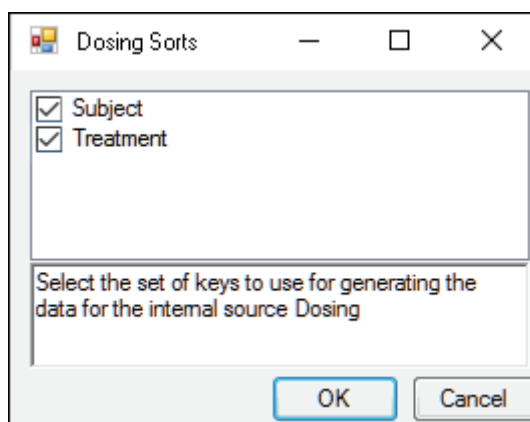 Dosing Sorts
Subject
Treatment
Select the set of keys to use for generating the
data for the internal source Dosing
OK
Cancel